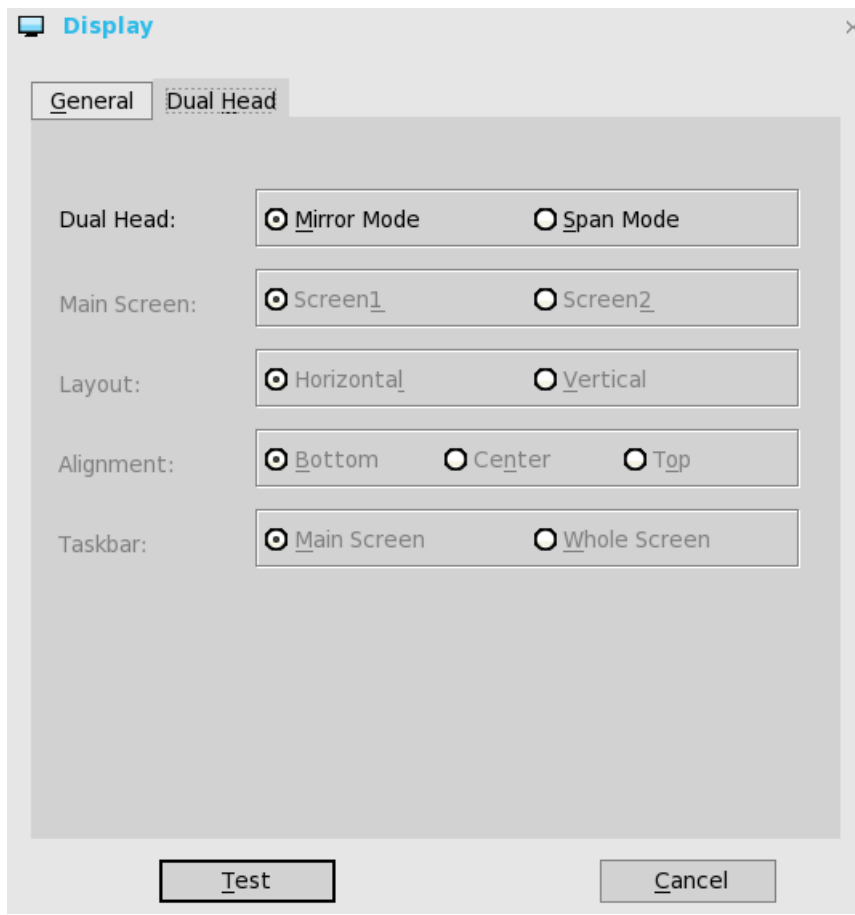 Display
General Dual Head
Dual Head: Mirror Mode Span Mode
Main Screen: Screen1 Screen2
Layout: Horizontal Vertical
Alignment: Bottom Center Top
Taskbar: Main Screen Whole Screen
Test Cancel